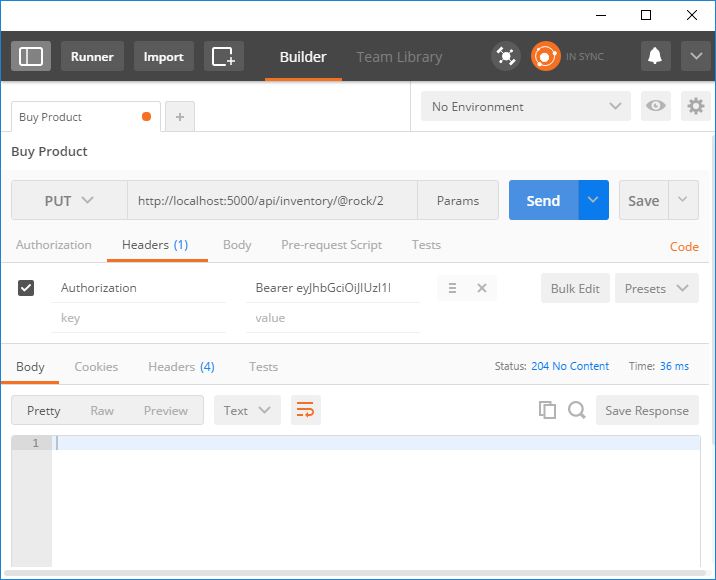 Runner Import Builder Team Library IN SYNC
Buy Product + No Environment
Buy Product
PUT http://localhost:5000/api/inventory/@rock/2 Params Send Save
Authorization Headers (1) Body Pre-request Script Tests Code
Authorization Bearer Bulk Edit Presets
key value
Body Cookies Headers (4) Tests Status: 204 No Content Time: 36 ms
Pretty Raw Preview Text Save Response
1